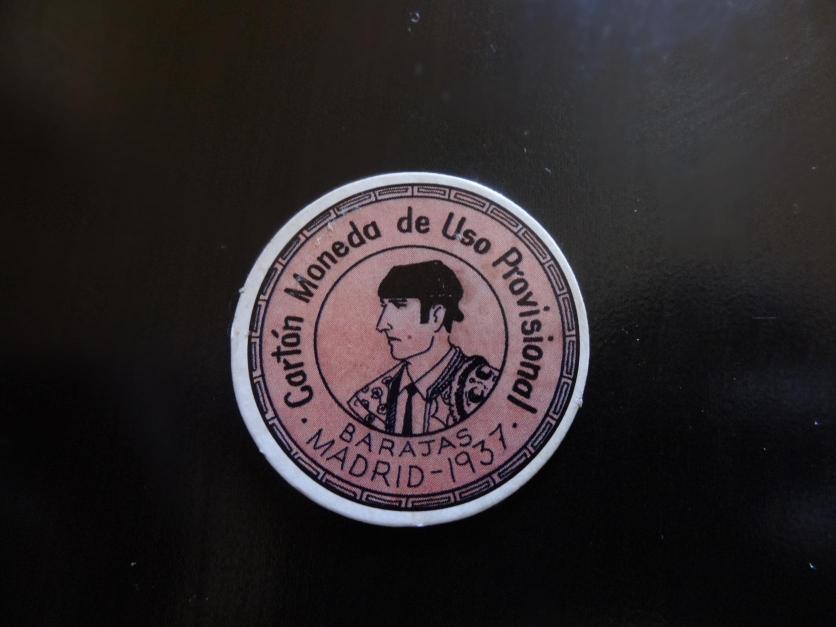 Cartón Moneda de Uso Provisional
BARAJAS
MADRID-1937